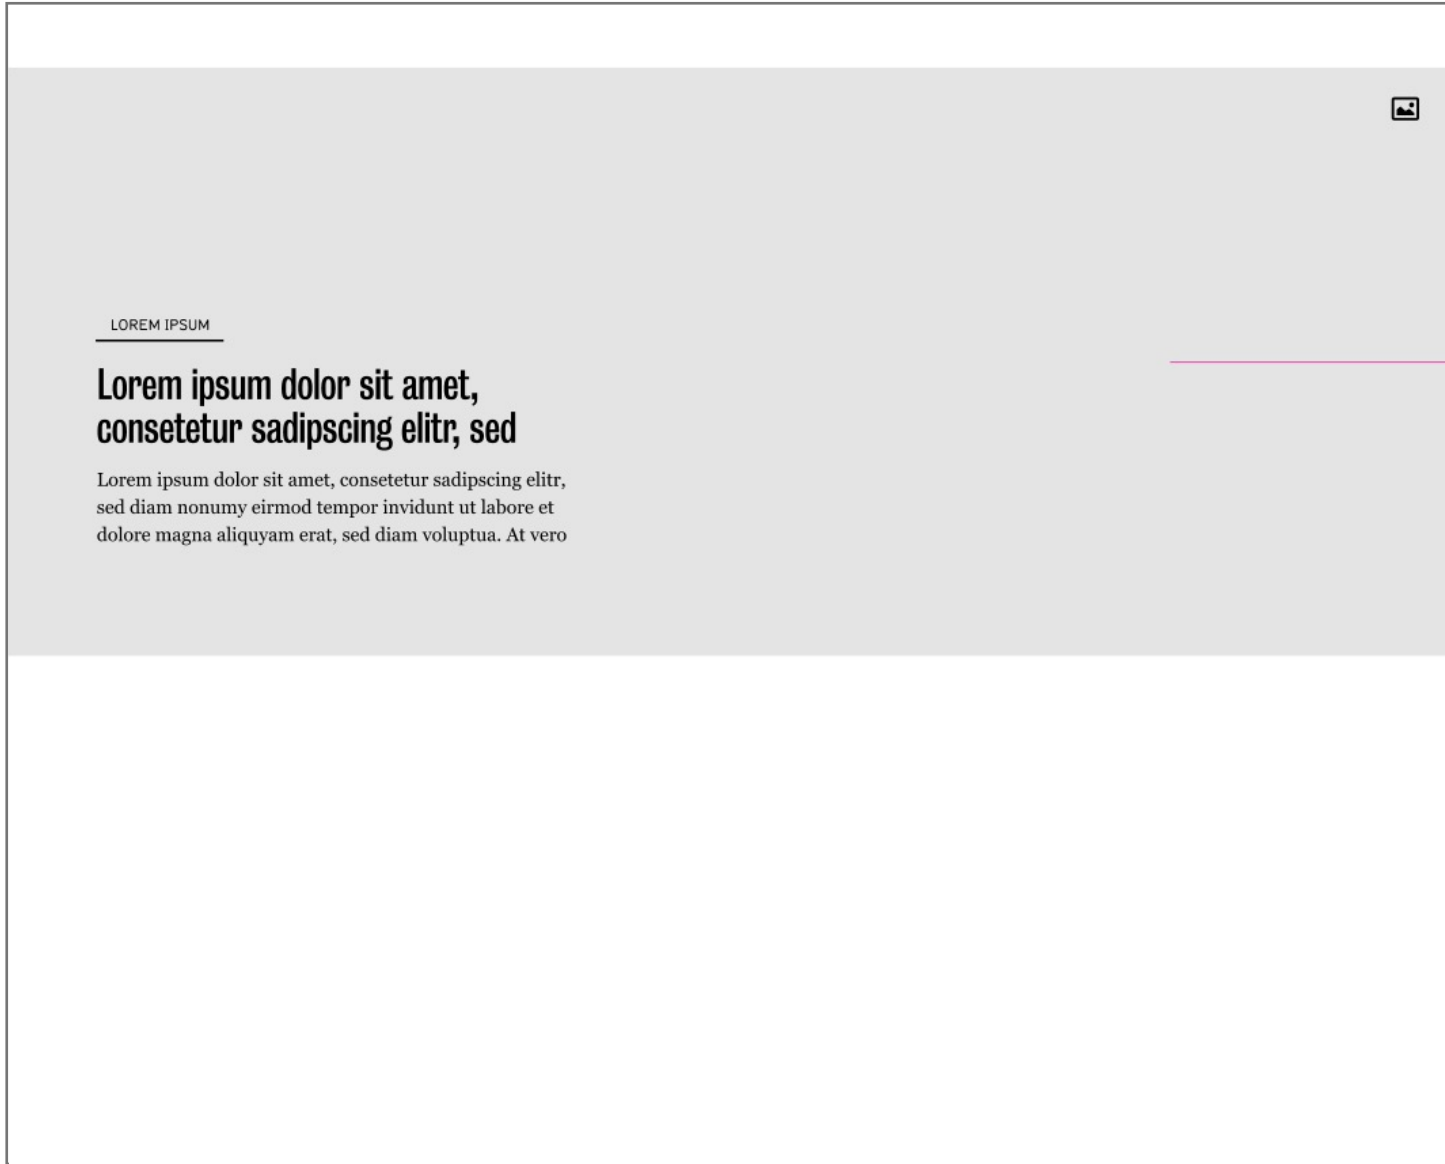 LOREM IPSUM
Lorem ipsum dolor sit amet,
consetetur sadipscing elitr, sed
Lorem ipsum dolor sit amet, consetetur sadipscing elitr,
sed diam nonumy eirmod tempor invidunt ut labore et
dolore magna aliquyam erat, sed diam voluptua. At vero